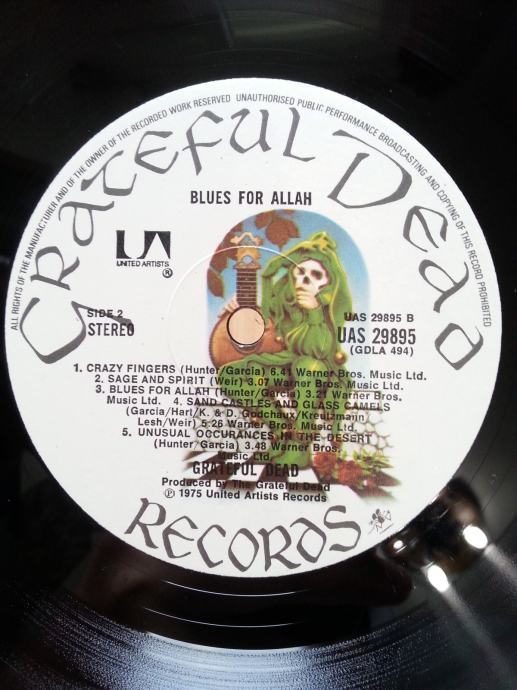 ALL RIGHTS OF THE MANUFACTURER AND OF THE OWNER OF THE RECORDED WORK RESERVED UNAUTHORISED PUBLIC PERFORMANCE BROADCASTING AND COPYING OF THIS RECORD PROHIBITED
GRATEFUL DEAD
BLUES FOR ALLAH
UA
UNITED ARTISTS
®
SIDE 2
STEREO
UAS 29895 B
UAS 29895
(GDLA 494)
1. CRAZY FINGERS (Hunter/Garcia) 6.41 Warner Bros. Music Ltd.
2. SAGE AND SPIRIT (Weir) 3.07 Warner Bros. Music Ltd.
3. BLUES FOR ALLAH (Hunter/Garcia) 3.21 Warner Bros.
Music Ltd. 4. SAND CASTLES AND GLASS CAMELS
(Garcia/Hart/K. & D. Godchaux/Kreutzmann/
Lesh/Weir) 5.26 Warner Bros. Music Ltd.
5. UNUSUAL OCCURANCES IN THE DESERT
(Hunter/Garcia) 3.48 Warner Bros.
Music Ltd.
GRATEFUL DEAD
Produced by The Grateful Dead
℗ 1975 United Artists Records
RECORDS